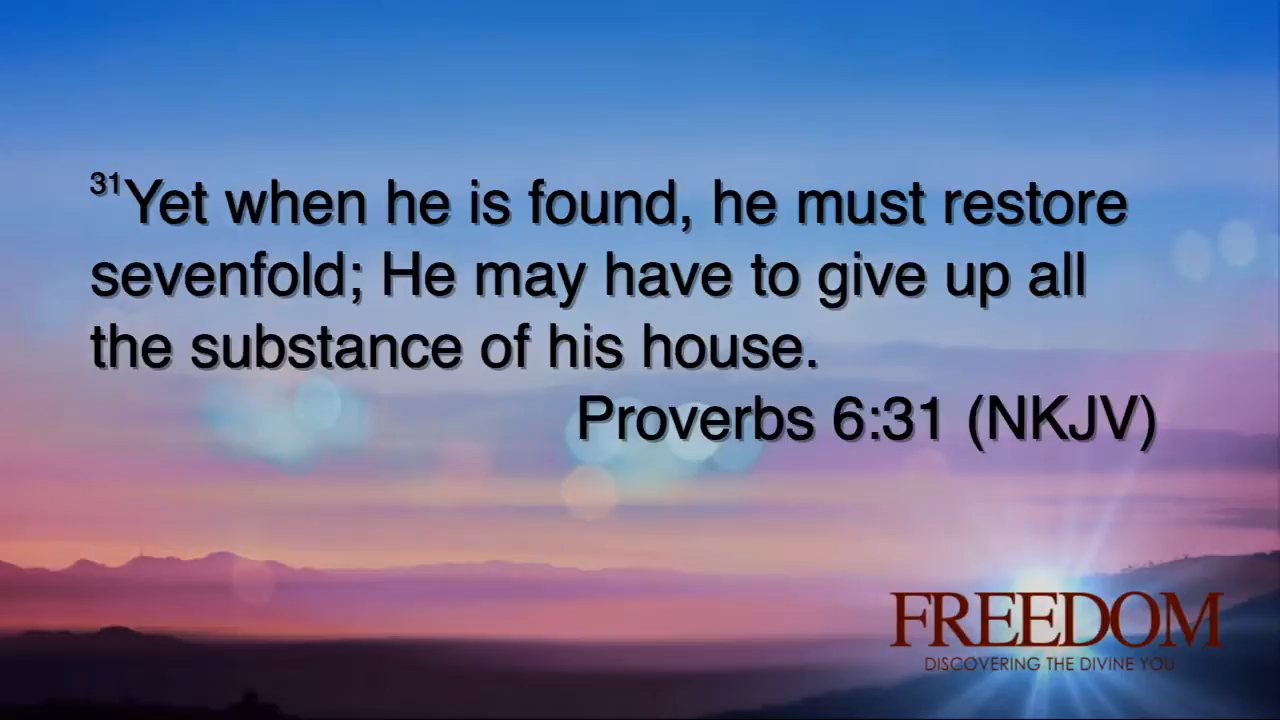 ³¹Yet when he is found, he must restore
sevenfold; He may have to give up all
the substance of his house.
Proverbs 6:31 (NKJV)
FREEDOM
DISCOVERING THE DIVINE YOU